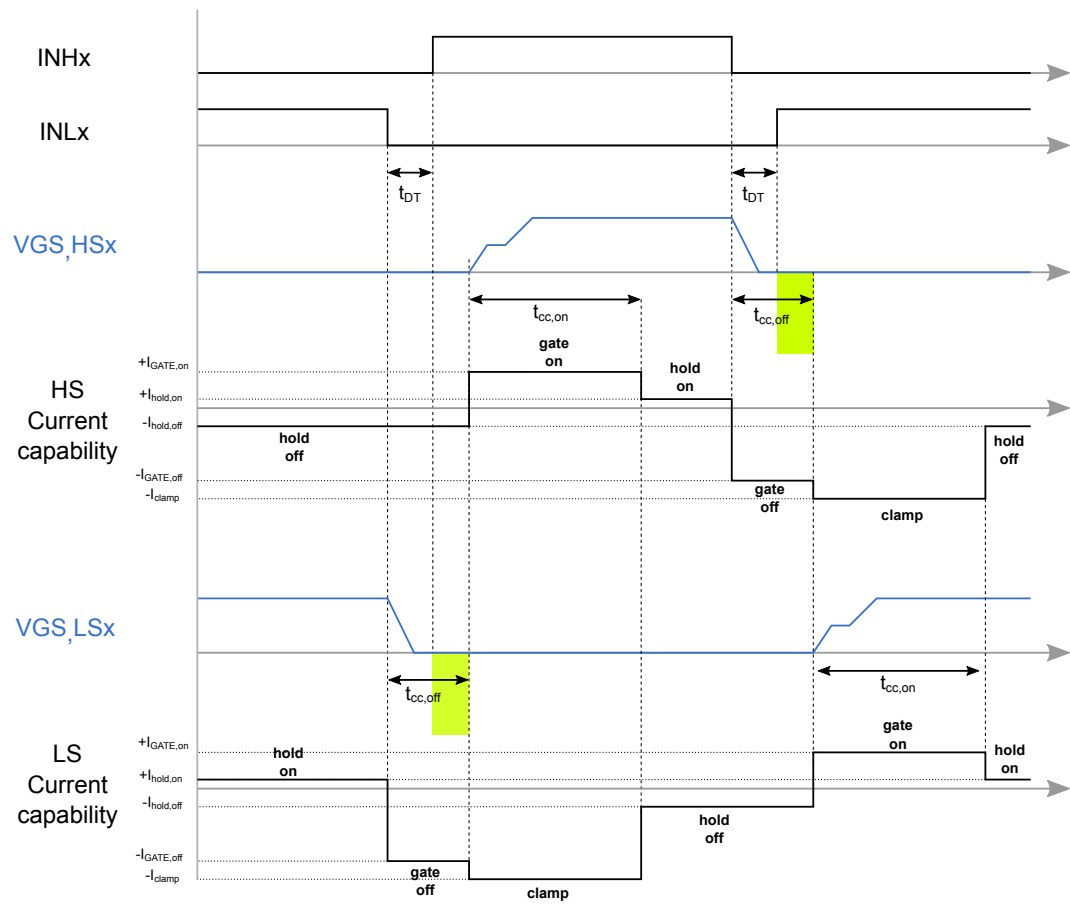 INHx
INLx
tDT
tDT
VGS,HSx
tcc,on
tcc,off
gate
on
hold
on
+IGATE,on
+Ihold,on
-Ihold,off
-IGATE,off
-Iclamp
HS
Current
capability
hold
off
gate
off
clamp
hold
off
VGS,LSx
tcc,off
tcc,on
gate
on
hold
on
hold
on
+IGATE,on
+Ihold,on
-Ihold,off
-IGATE,off
-Iclamp
LS
Current
capability
hold
off
gate
off
clamp